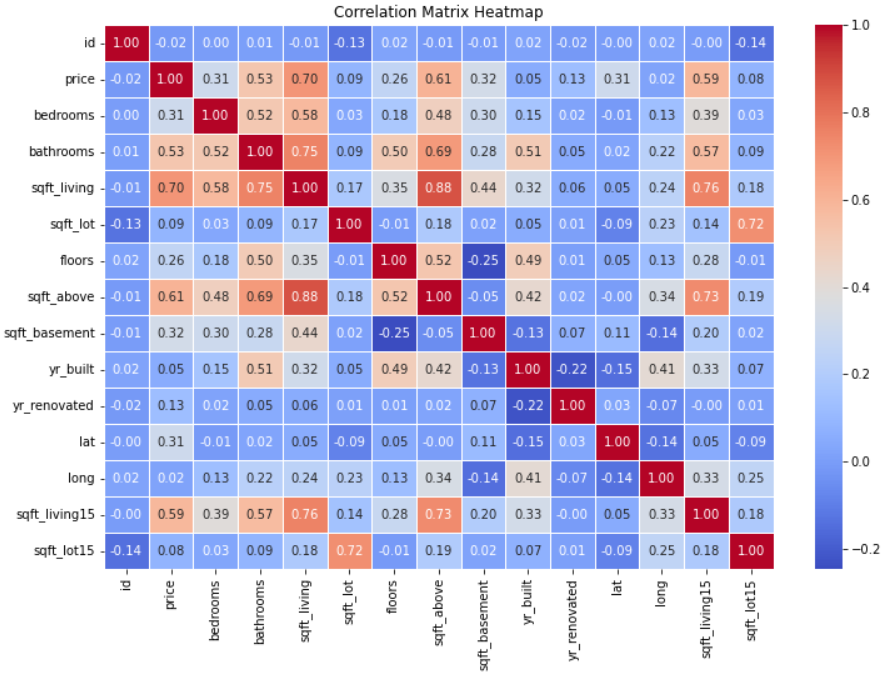 Correlation Matrix Heatmap
id 1.00 -0.02 0.00 0.01 -0.01 -0.13 0.02 -0.01 -0.01 0.02 -0.02 -0.00 0.02 -0.00 -0.14
price -0.02 1.00 0.31 0.53 0.70 0.09 0.26 0.61 0.32 0.05 0.13 0.31 0.02 0.59 0.08
bedrooms 0.00 0.31 1.00 0.52 0.58 0.03 0.18 0.48 0.30 0.15 0.02 -0.01 0.13 0.39 0.03
bathrooms 0.01 0.53 0.52 1.00 0.75 0.09 0.50 0.69 0.28 0.51 0.05 0.02 0.22 0.57 0.09
sqft_living -0.01 0.70 0.58 0.75 1.00 0.17 0.35 0.88 0.44 0.32 0.06 0.05 0.24 0.76 0.18
sqft_lot -0.13 0.09 0.03 0.09 0.17 1.00 -0.01 0.18 0.02 0.05 0.01 -0.09 0.23 0.14 0.72
floors 0.02 0.26 0.18 0.50 0.35 -0.01 1.00 0.52 -0.25 0.49 0.01 0.05 0.13 0.28 -0.01
sqft_above -0.01 0.61 0.48 0.69 0.88 0.18 0.52 1.00 -0.05 0.42 0.02 -0.00 0.34 0.73 0.19
sqft_basement -0.01 0.32 0.30 0.28 0.44 0.02 -0.25 -0.05 1.00 -0.13 0.07 0.11 -0.14 0.20 0.02
yr_built 0.02 0.05 0.15 0.51 0.32 0.05 0.49 0.42 -0.13 1.00 -0.22 -0.15 0.41 0.33 0.07
yr_renovated -0.02 0.13 0.02 0.05 0.06 0.01 0.01 0.02 0.07 -0.22 1.00 0.03 -0.07 -0.00 0.01
lat -0.00 0.31 -0.01 0.02 0.05 -0.09 0.05 -0.00 0.11 -0.15 0.03 1.00 -0.14 0.05 -0.09
long 0.02 0.02 0.13 0.22 0.24 0.23 0.13 0.34 -0.14 0.41 -0.07 -0.14 1.00 0.33 0.25
sqft_living15 -0.00 0.59 0.39 0.57 0.76 0.14 0.28 0.73 0.20 0.33 -0.00 0.05 0.33 1.00 0.18
sqft_lot15 -0.14 0.08 0.03 0.09 0.18 0.72 -0.01 0.19 0.02 0.07 0.01 -0.09 0.25 0.18 1.00
id price bedrooms bathrooms sqft_living sqft_lot floors sqft_above sqft_basement yr_built yr_renovated lat long sqft_living15 sqft_lot15
1.0
0.8
0.6
0.4
0.2
0.0
−0.2